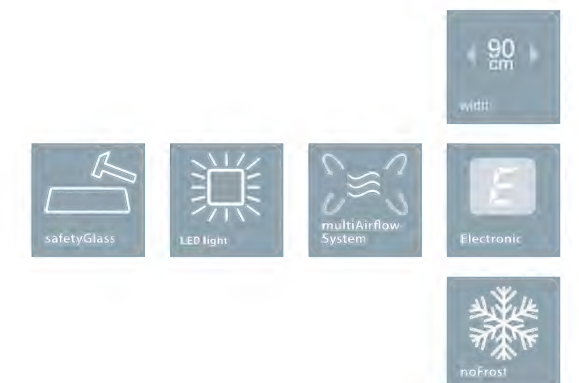 90
cm
width
safetyGlass
LED light
multiAirflow
System
E
Electronic
noFrost